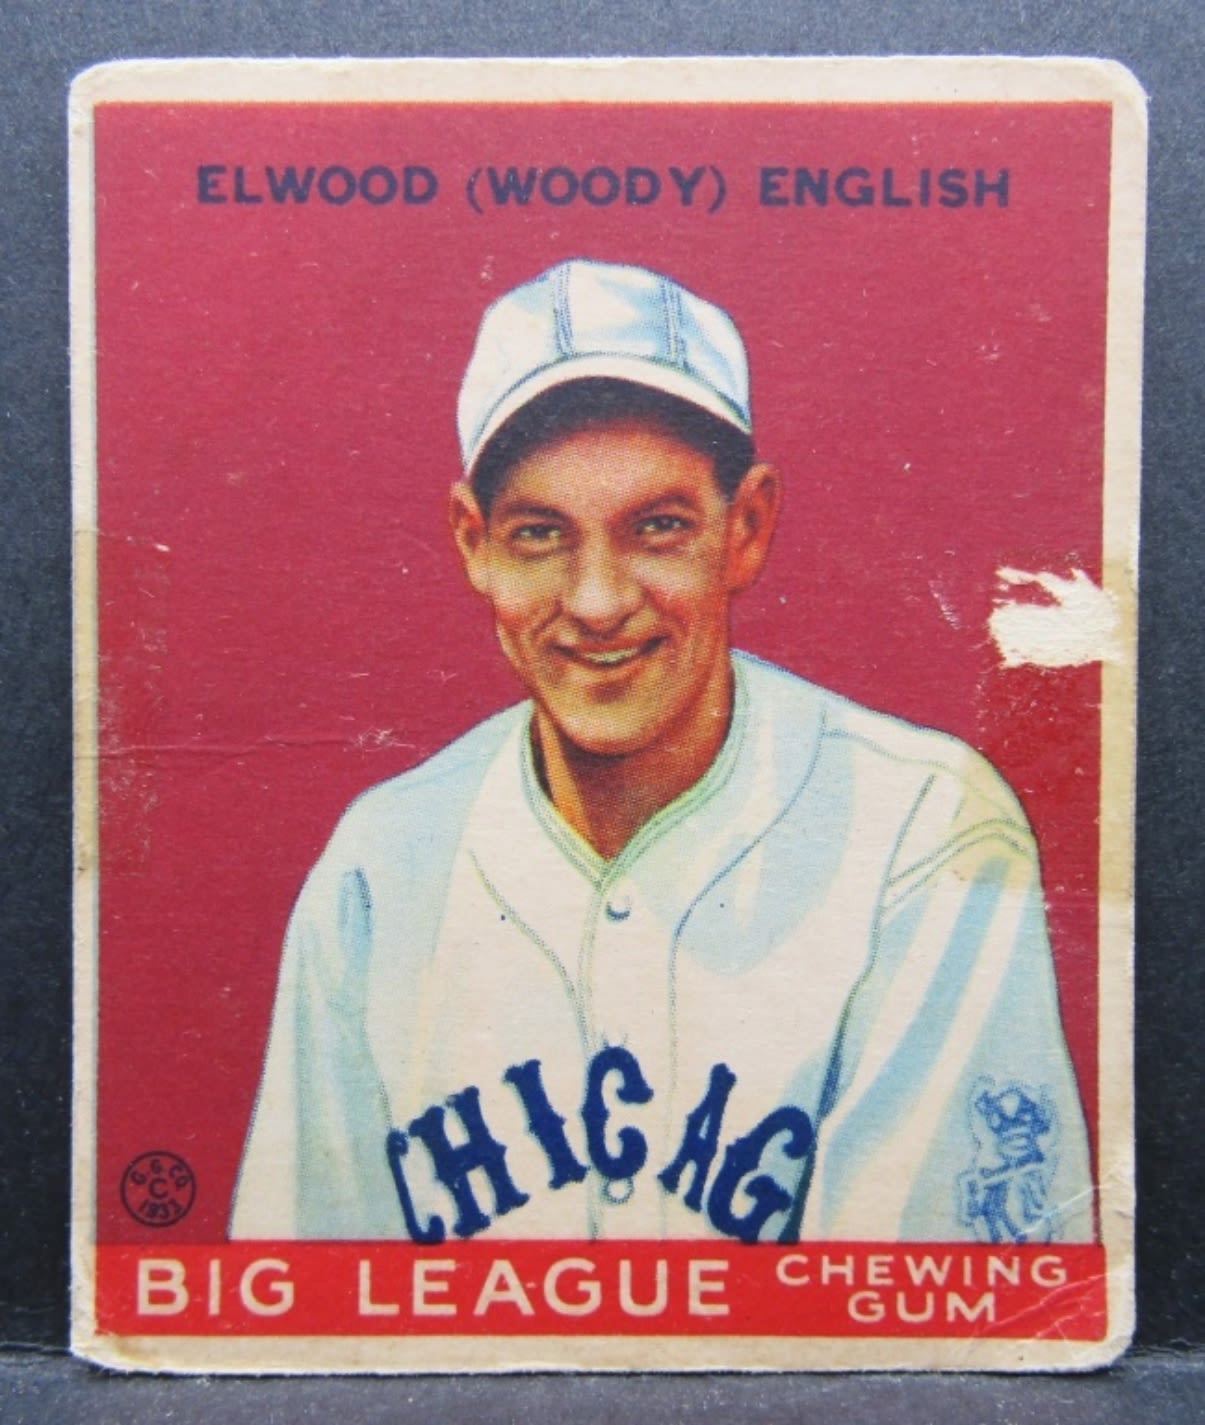 ELWOOD (WOODY) ENGLISH
CHICAG
G. G. CO.
C
1933
BIG LEAGUE CHEWING
GUM